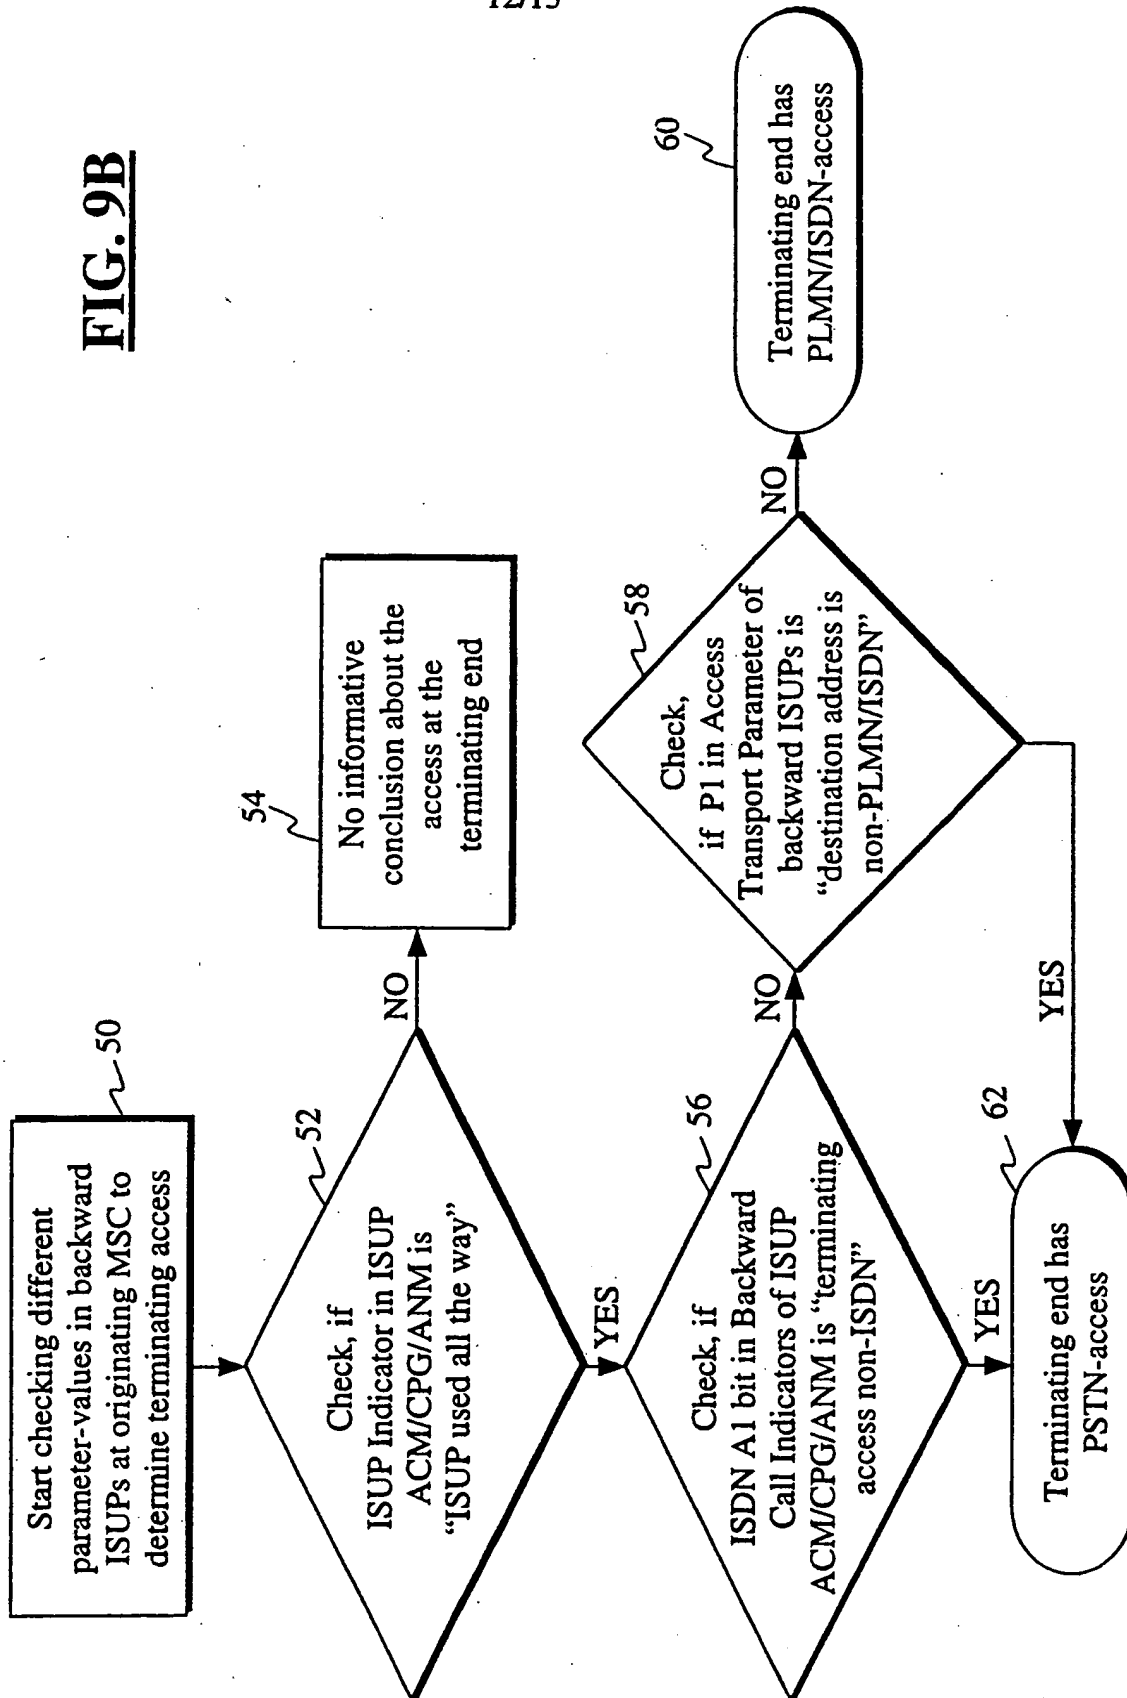 12/15
FIG. 9B
50
Start checking different
parameter-values in backward
ISUPs at originating MSC to
determine terminating access
52
Check, if
ISUP Indicator in ISUP
ACM/CPG/ANM is
“ISUP used all the way”
NO
54
No informative
conclusion about the
access at the
terminating end
YES
56
Check, if
ISDN A1 bit in Backward
Call Indicators of ISUP
ACM/CPG/ANM is “terminating
access non-ISDN”
NO
58
Check,
if P1 in Access
Transport Parameter of
backward ISUPs is
“destination address is
non-PLMN/ISDN”
NO
60
Terminating end has
PLMN/ISDN-access
YES
YES
62
Terminating end has
PSTN-access